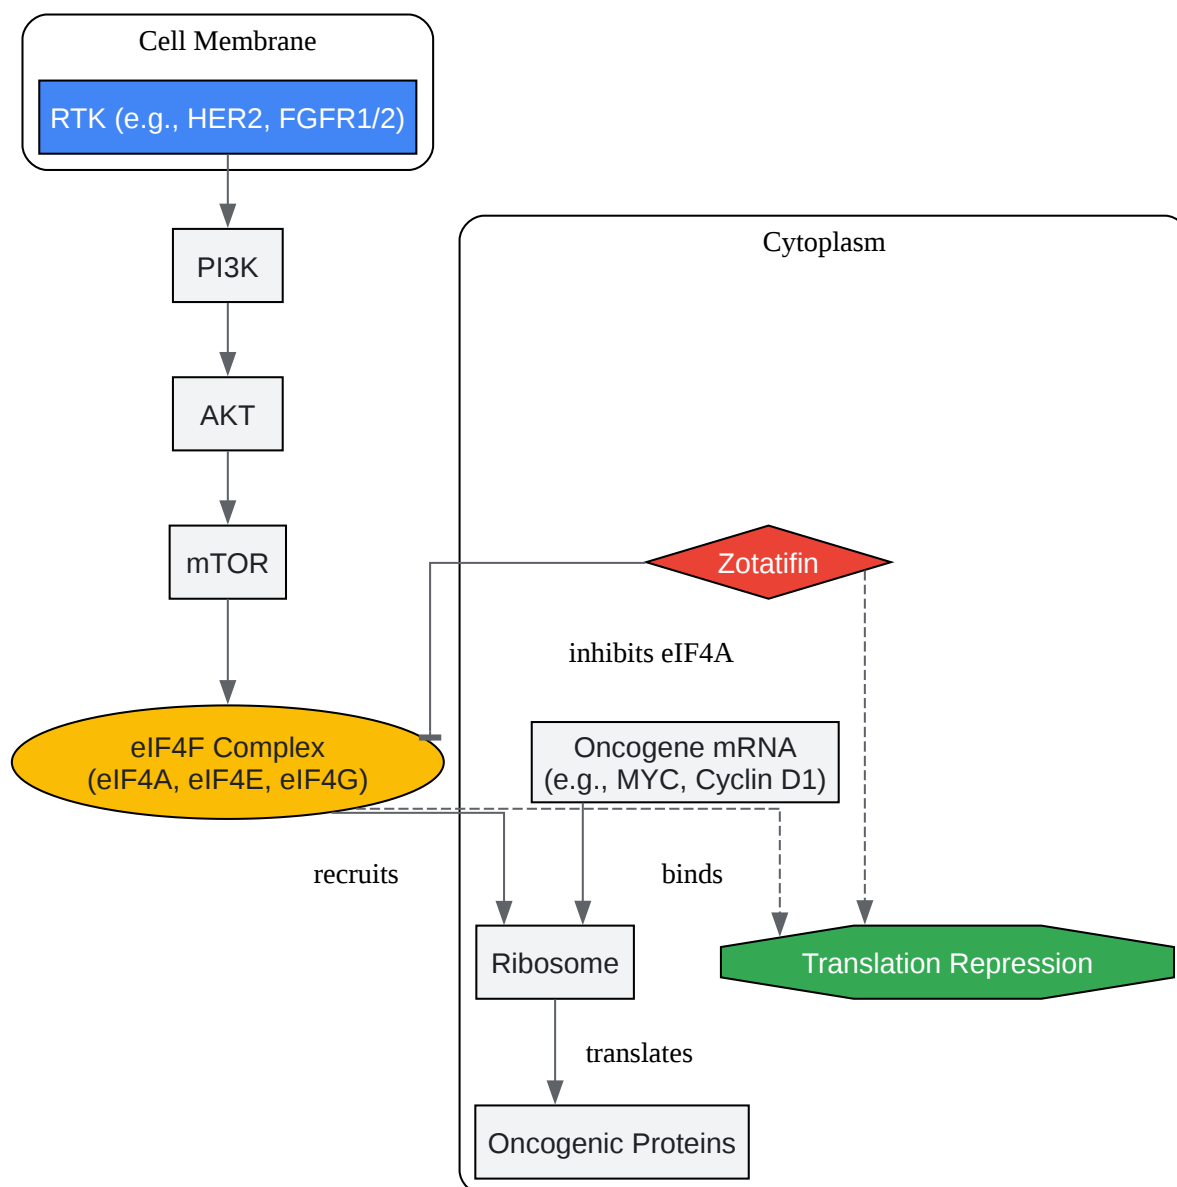 Cell Membrane
RTK (e.g., HER2, FGFR1/2)
Cytoplasm
PI3K
AKT
mTOR
Zotatifin
inhibits eIF4A
eIF4F Complex
(eIF4A, eIF4E, eIF4G)
Oncogene mRNA
(e.g., MYC, Cyclin D1)
recruits
binds
Ribosome
Translation Repression
translates
Oncogenic Proteins